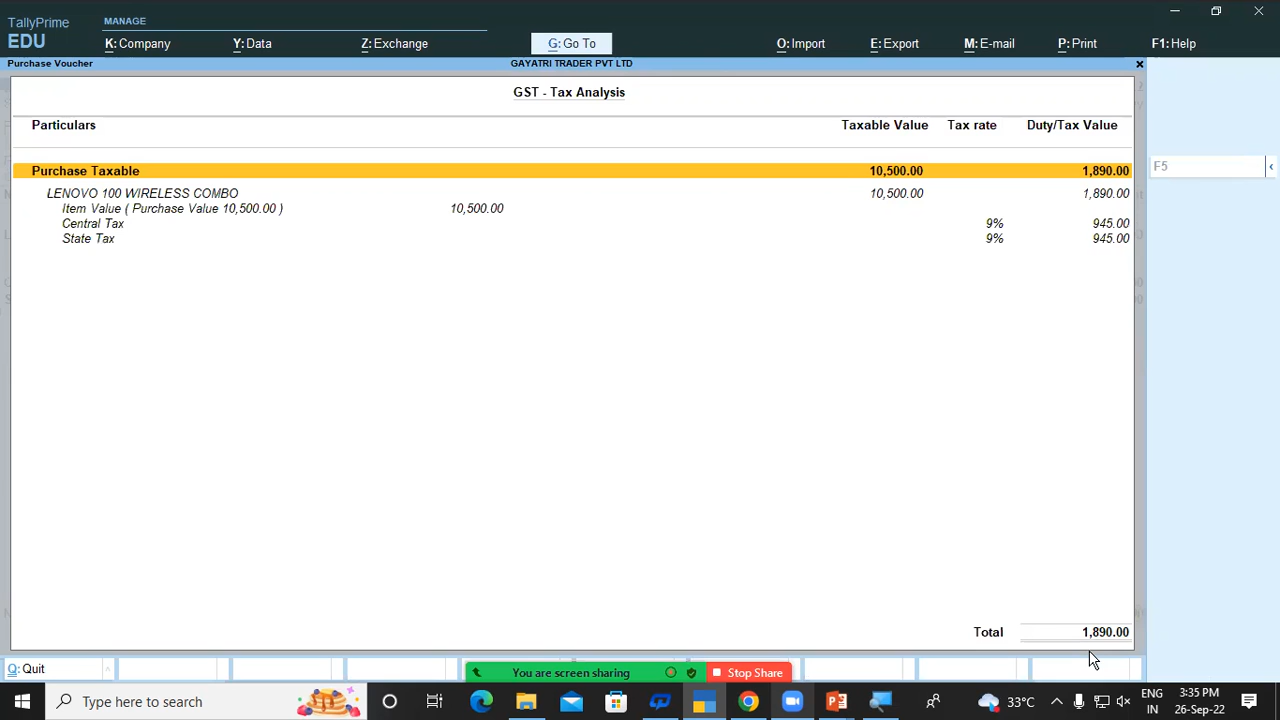 TallyPrime
EDU
MANAGE
K: Company
Y: Data
Z: Exchange
G: Go To
O: Import
E: Export
M: E-mail
P: Print
F1: Help
Purchase Voucher
GAYATRI TRADER PVT LTD
GST - Tax Analysis
Particulars
Taxable Value
Tax rate
Duty/Tax Value
F5
Purchase Taxable
10,500.00
1,890.00
LENOVO 100 WIRELESS COMBO
10,500.00
1,890.00
Item Value ( Purchase Value 10,500.00 )
10,500.00
Central Tax
9%
945.00
State Tax
9%
945.00
Total
1,890.00
Q: Quit
You are screen sharing
Stop Share
Type here to search
33°C
ENG
IN
3:35 PM
26-Sep-22